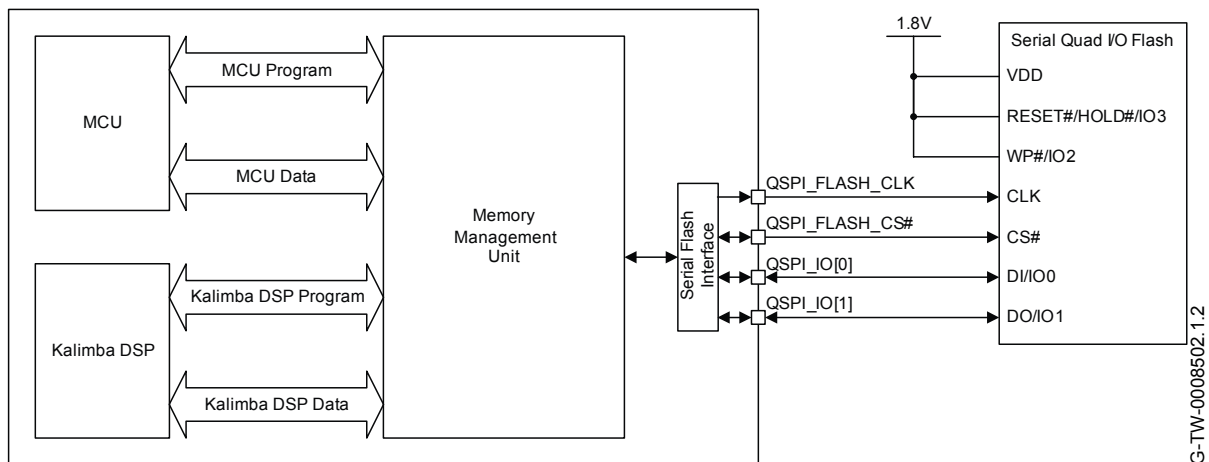 MCU
MCU Program
MCU Data
Kalimba DSP
Kalimba DSP Program
Kalimba DSP Data
Memory
Management
Unit
Serial Flash
Interface
QSPI_FLASH_CLK
QSPI_FLASH_CS#
QSPI_IO[0]
QSPI_IO[1]
1.8V
Serial Quad I/O Flash
VDD
RESET#/HOLD#/IO3
WP#/IO2
CLK
CS#
DI/IO0
DO/IO1
G-TW-0008502.1.2